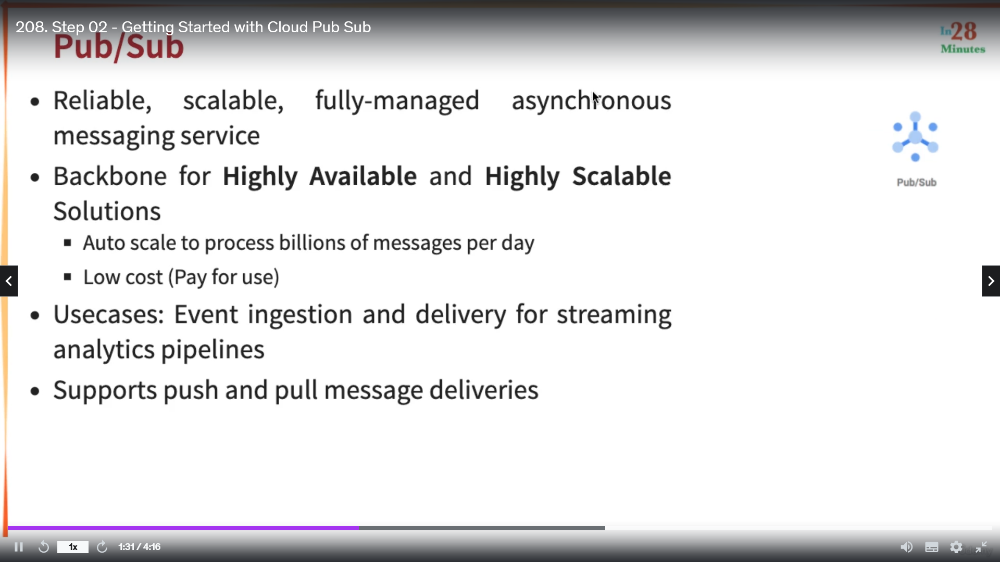 208. Step 02 - Getting Started with Cloud Pub Sub
Pub/Sub
In28
Minutes
• Reliable, scalable, fully-managed asynchronous
messaging service
• Backbone for Highly Available and Highly Scalable
Solutions
▪ Auto scale to process billions of messages per day
▪ Low cost (Pay for use)
• Usecases: Event ingestion and delivery for streaming
analytics pipelines
• Supports push and pull message deliveries
Pub/Sub
1x
1:31 / 4:16